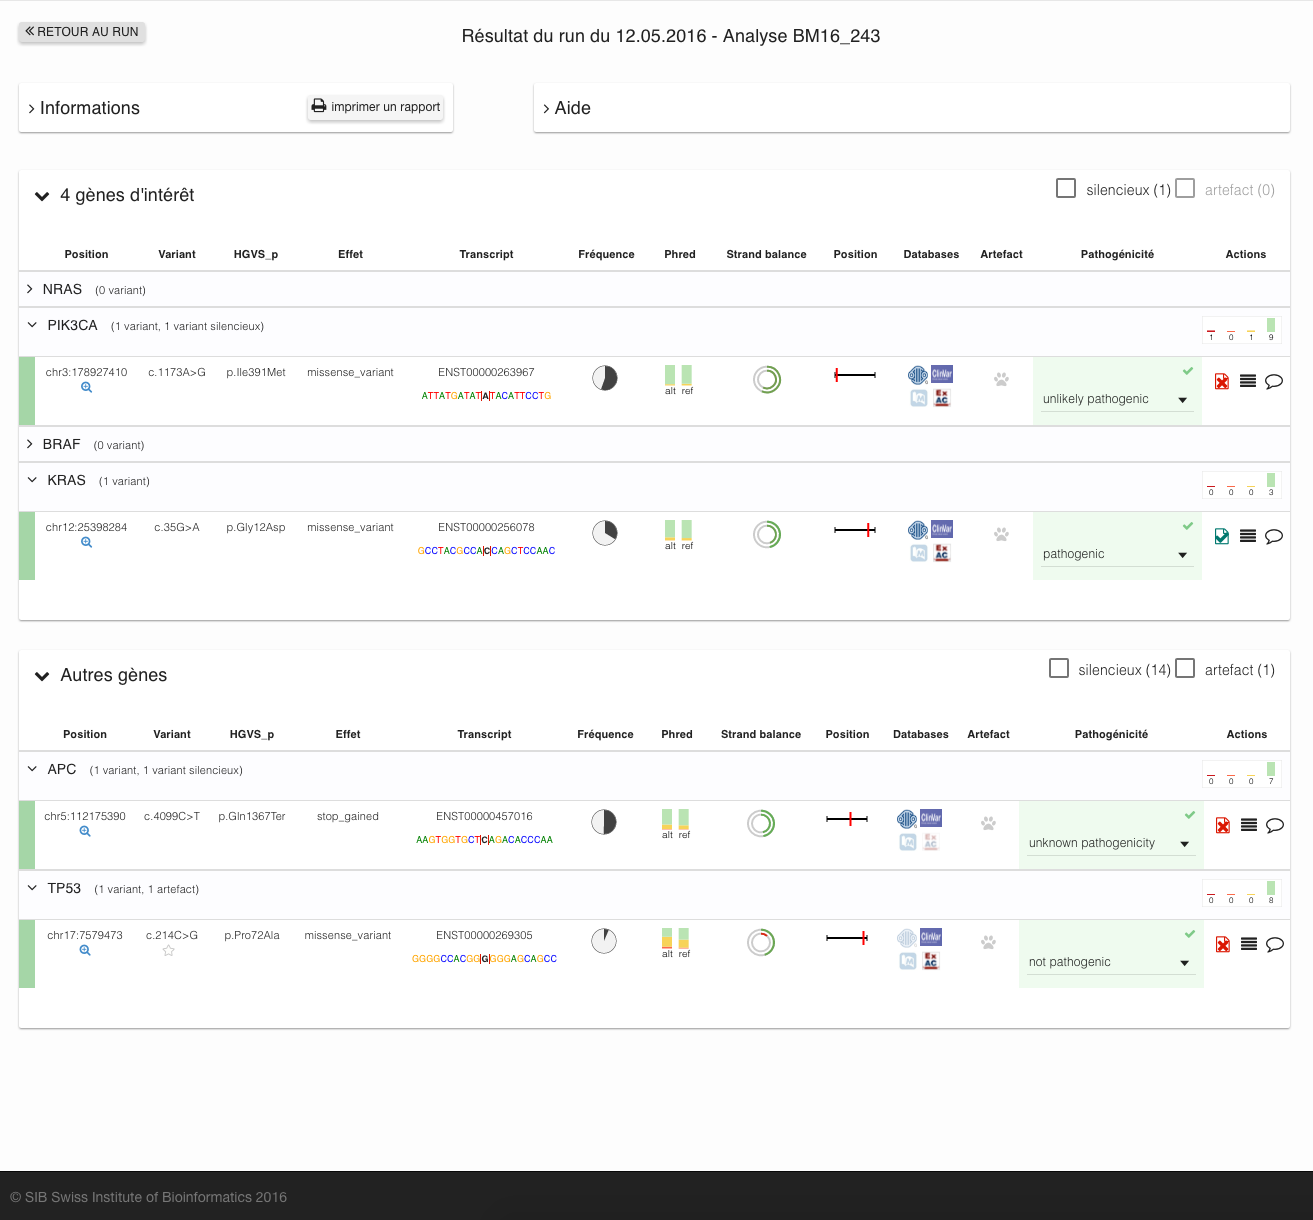 « RETOUR AU RUN
Résultat du run du 12.05.2016 - Analyse BM16_243
Informations
imprimer un rapport
Aide
4 gènes d'intérêt
silencieux (1) artefact (0)
Position Variant HGVS_p Effet Transcript Fréquence Phred Strand balance Position Databases Artefact Pathogénicité Actions
NRAS (0 variant)
PIK3CA (1 variant, 1 variant silencieux)
1 0 1 9
chr3:178927410 c.1173A>G p.Ile391Met missense_variant ENST00000263967
ATTATGATAT|A|TACATTCCTG
alt ref
ClinVar
Ex AC
unlikely pathogenic
BRAF (0 variant)
KRAS (1 variant)
0 0 0 3
chr12:25398284 c.35G>A p.Gly12Asp missense_variant ENST00000256078
GCCTACGCCA|C|CAGCTCCAAC
alt ref
ClinVar
Ex AC
pathogenic
Autres gènes
silencieux (14) artefact (1)
Position Variant HGVS_p Effet Transcript Fréquence Phred Strand balance Position Databases Artefact Pathogénicité Actions
APC (1 variant, 1 variant silencieux)
0 0 0 7
chr5:112175390 c.4099C>T p.Gln1367Ter stop_gained ENST00000457016
AAGTGGTGCT|C|AGACACCCAA
alt ref
ClinVar
Ex AC
unknown pathogenicity
TP53 (1 variant, 1 artefact)
0 0 0 8
chr17:7579473 c.214C>G p.Pro72Ala missense_variant ENST00000269305
GGGGCCACGG|G|GGGAGCAGCC
alt ref
ClinVar
Ex AC
not pathogenic
© SIB Swiss Institute of Bioinformatics 2016